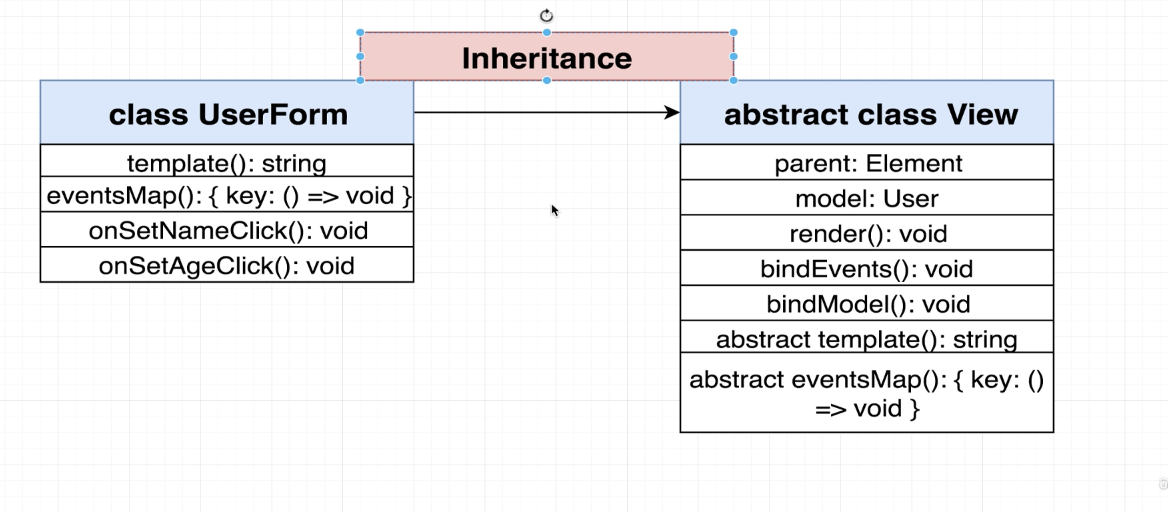 Inheritance
class UserForm
template(): string
eventsMap(): { key: () => void }
onSetNameClick(): void
onSetAgeClick(): void
abstract class View
parent: Element
model: User
render(): void
bindEvents(): void
bindModel(): void
abstract template(): string
abstract eventsMap(): { key: ()
=> void }